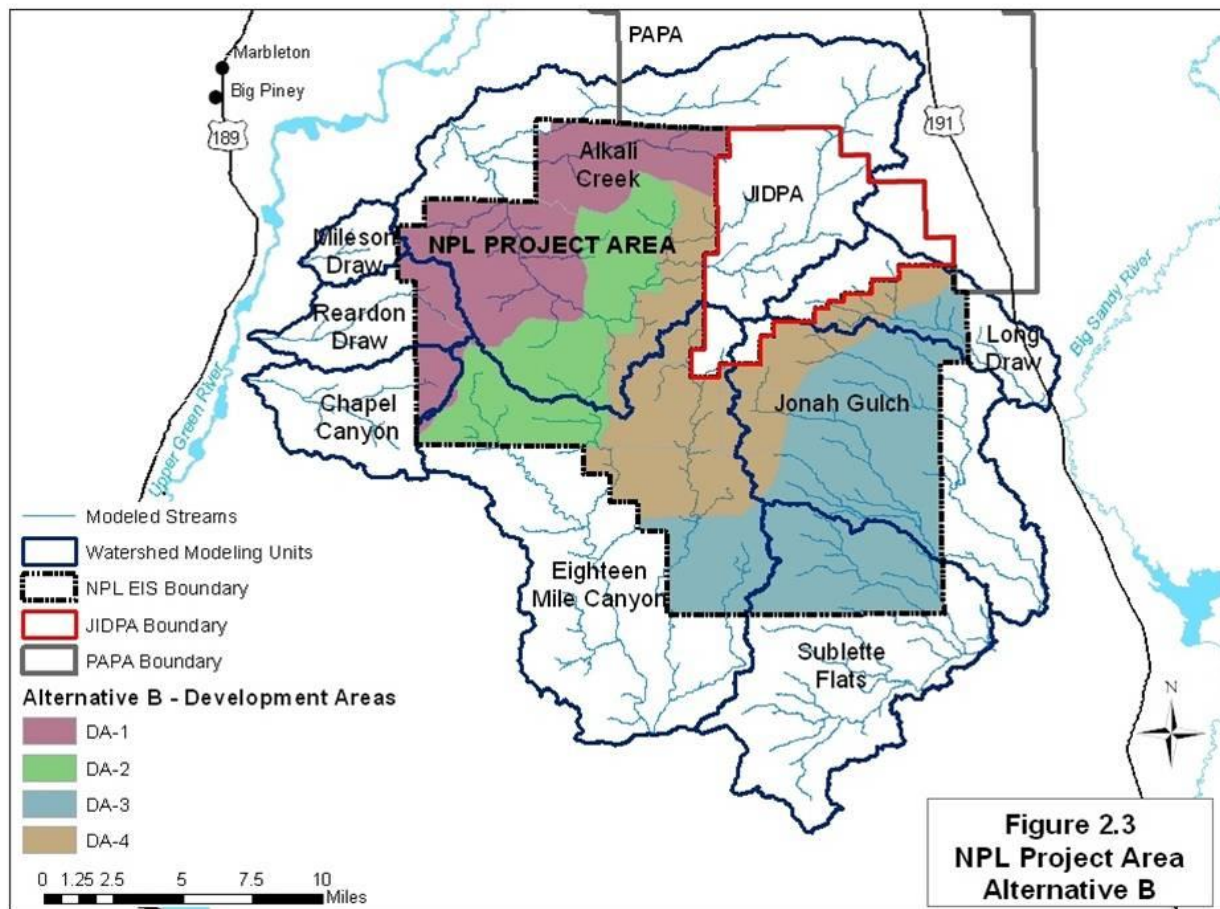 PAPA
Marbleton
Big Piney
189
191
Alkali
Creek
JIDPA
NPL PROJECT AREA
Mileson
Draw
Reardon
Draw
Long
Draw
Big Sandy River
Chapel
Canyon
Jonah Gulch
Upper Green River
Eighteen
Mile Canyon
Sublette
Flats
Modeled Streams
Watershed Modeling Units
NPL EIS Boundary
JIDPA Boundary
PAPA Boundary
Alternative B - Development Areas
DA-1
DA-2
DA-3
DA-4
0 1.25 2.5 5 7.5 10
Miles
N
Figure 2.3
NPL Project Area
Alternative B